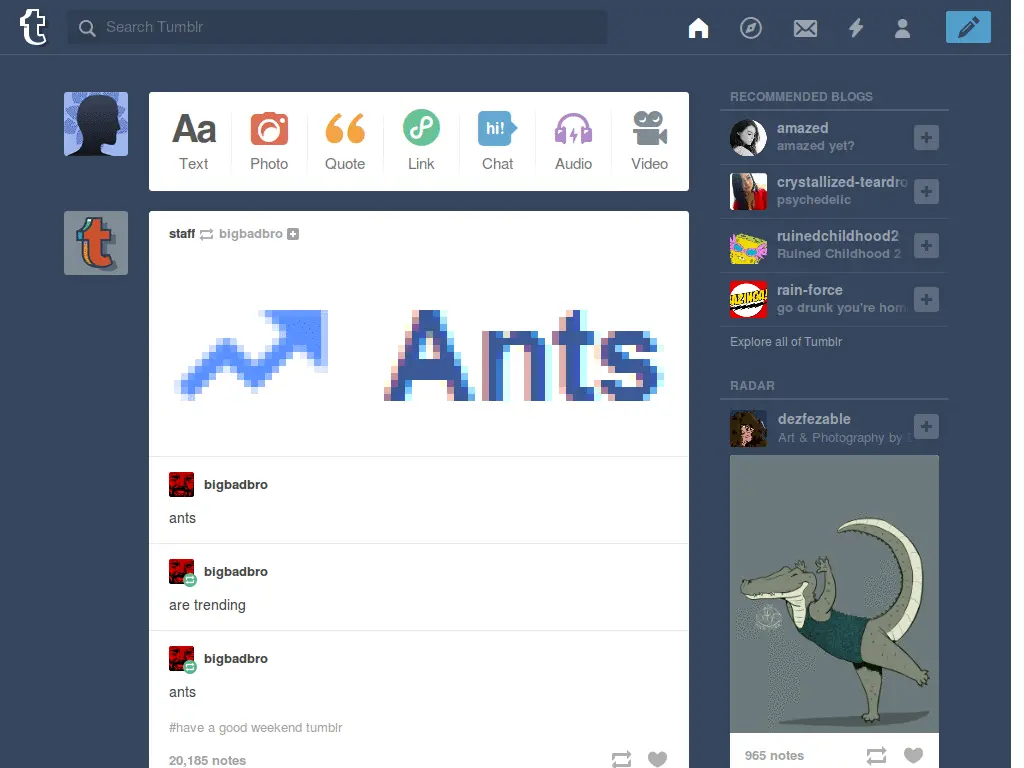 Search Tumblr
Aa
hi!
Text
Photo
Quote
Link
Chat
Audio
Video
staff bigbadbro
Ants
bigbadbro
ants
bigbadbro
are trending
bigbadbro
ants
#have a good weekend tumblr
20,185 notes
RECOMMENDED BLOGS
amazed
amazed yet?
crystallized-teardro
psychedelic
ruinedchildhood2
Ruined Childhood 2
rain-force
go drunk you're hom
BAZINGA!
Explore all of Tumblr
RADAR
dezfezable
Art & Photography by
965 notes